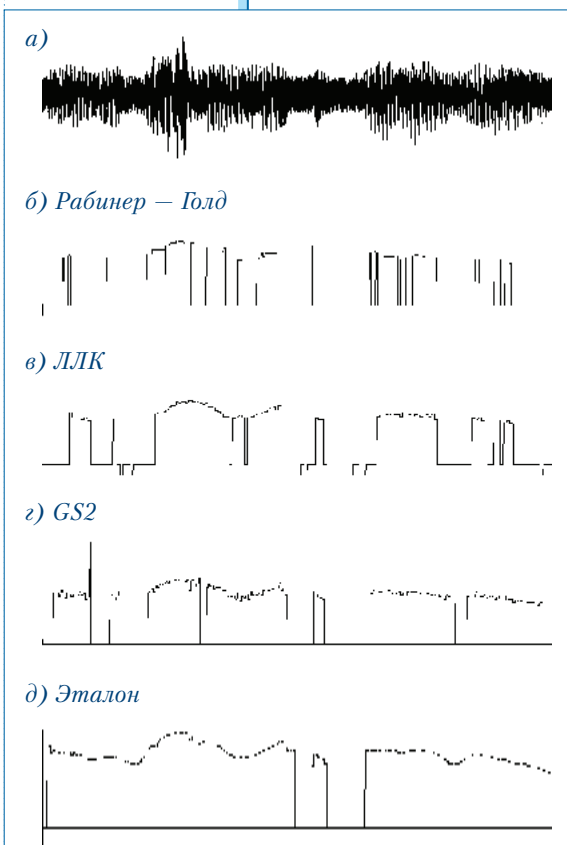 а)
б) Рабинер — Голд
в) ЛЛК
г) GS2
д) Эталон